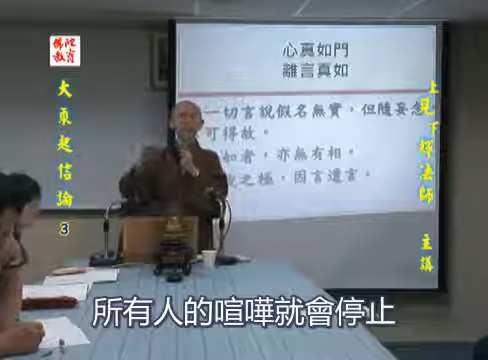 佛陀
教育
大乘起信論
3
心真如門
離言真如
一切言說假名無實,但隨妄
可得故。
如者,亦無有相。
之極,因言遣言。
上見下輝法師
主講
所有人的喧嘩就會停止